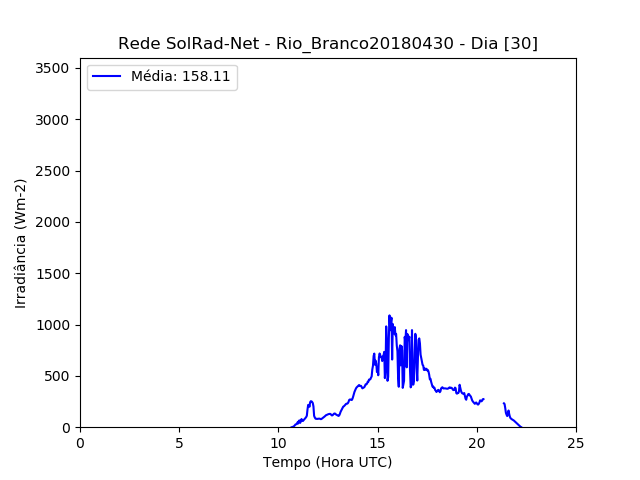 Rede SolRad-Net - Rio_Branco20180430 - Dia [30]
Média: 158.11
3500
3000
2500
2000
1500
1000
500
0
Irradiância (Wm-2)
0 5 10 15 20 25
Tempo (Hora UTC)